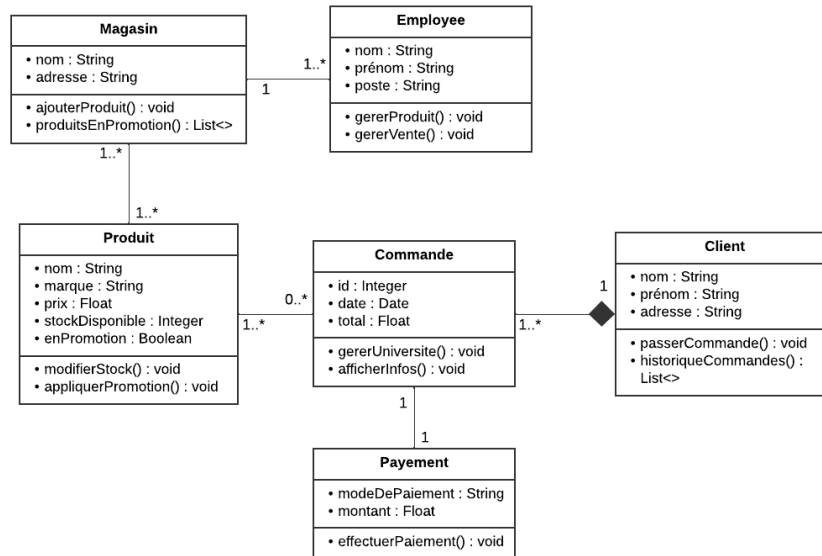 Magasin
• nom : String
• adresse : String
• ajouterProduit() : void
• produitsEnPromotion() : List<>
1
1..*
Employee
• nom : String
• prénom : String
• poste : String
• gererProduit() : void
• gererVente() : void
1..*
1..*
Produit
• nom : String
• marque : String
• prix : Float
• stockDisponible : Integer
• enPromotion : Boolean
• modifierStock() : void
• appliquerPromotion() : void
1..*
0..*
Commande
• id : Integer
• date : Date
• total : Float
• gererUniversite() : void
• afficherInfos() : void
1..*
1
Client
• nom : String
• prénom : String
• adresse : String
• passerCommande() : void
• historiqueCommandes() :
List<>
1
1
Payement
• modeDePaiement : String
• montant : Float
• effectuerPaiement() : void